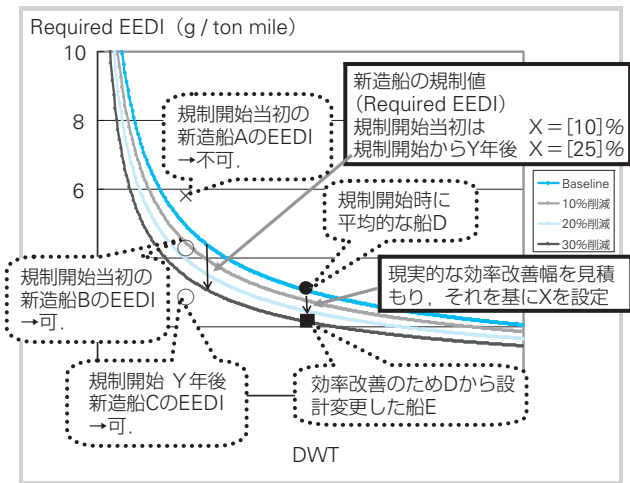 Required EEDI（g / ton mile）
10
8
6
新造船の規制値
（Required EEDI）
規制開始当初は X＝[10]%
規制開始からY年後 X＝[25]%
規制開始当初の
新造船AのEEDI
→不可．
Baseline
10%削減
20%削減
30%削減
規制開始時に
平均的な船D
規制開始当初の
新造船BのEEDI
→可．
現実的な効率改善幅を見積
もり，それを基にXを設定
規制開始 Y年後
新造船CのEEDI
→可．
効率改善のためDから設
計変更した船E
DWT